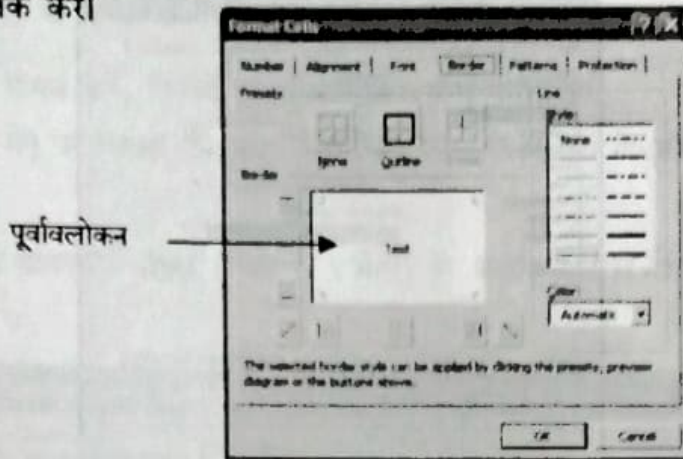 क करा
Format Cells
Number Alignment Font Border Patterns Protection
Presets Line
Style:
None
None Outline
Border
पूर्वावलोकन
Text
Color:
Automatic
The selected border style can be applied by clicking the presets, preview
diagram or the buttons above.
OK Cancel